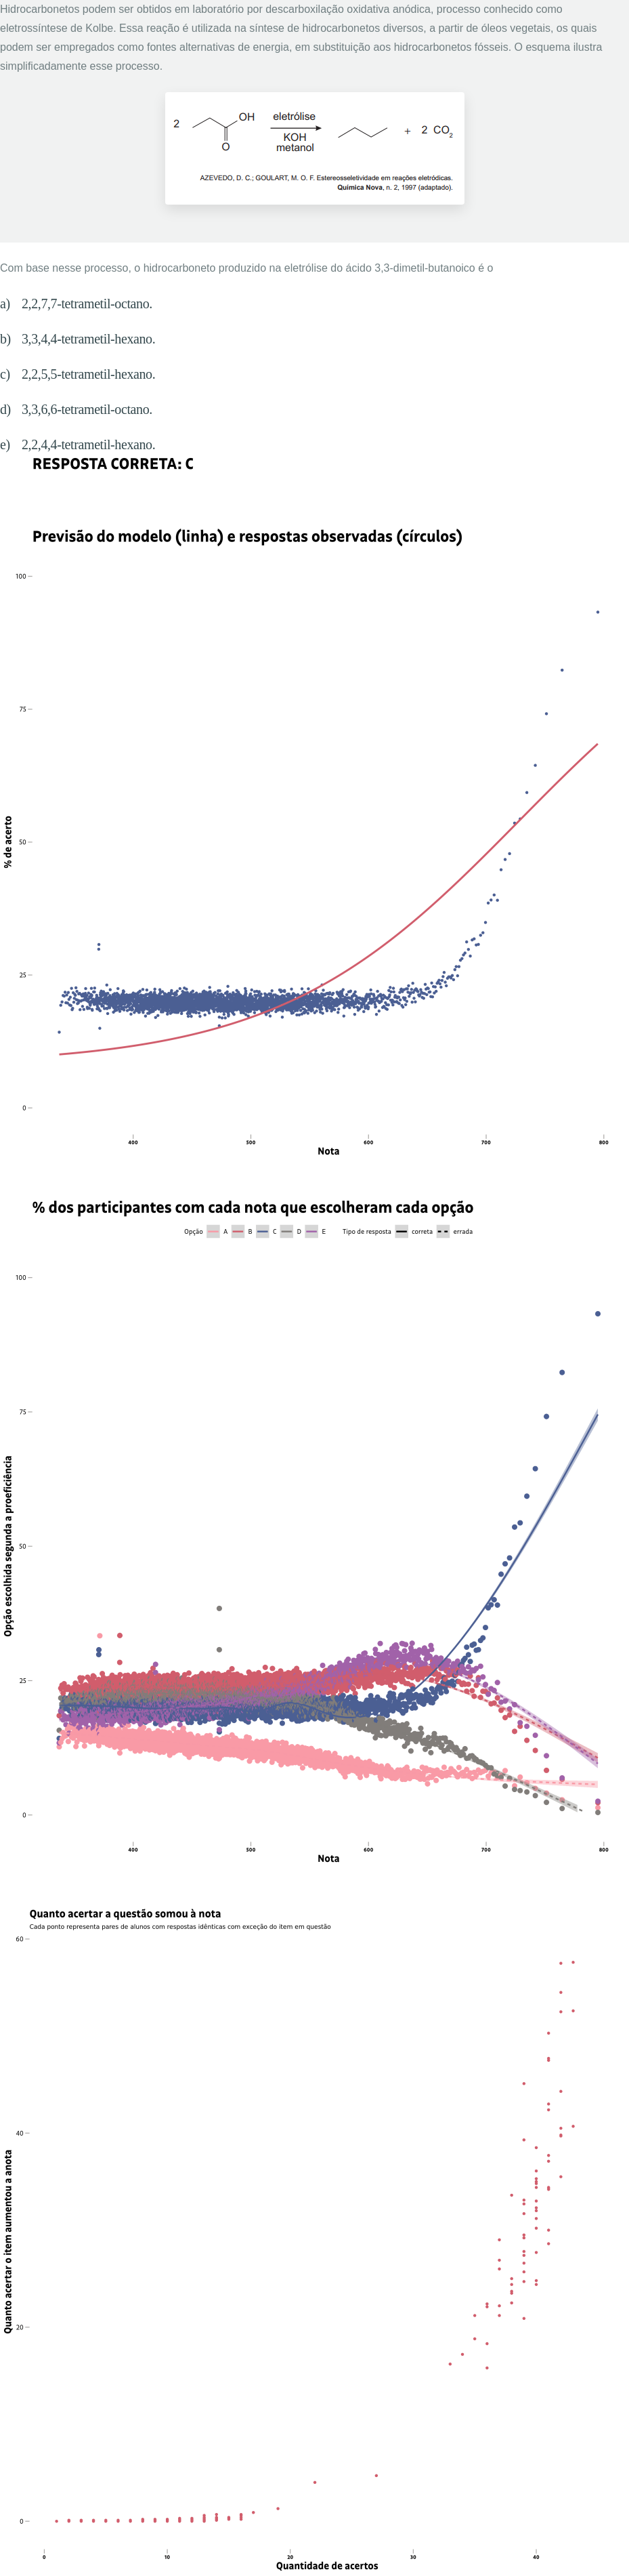 Hidrocarbonetos podem ser obtidos em laboratório por descarboxilação oxidativa anódica, processo conhecido como
eletrossíntese de Kolbe. Essa reação é utilizada na síntese de hidrocarbonetos diversos, a partir de óleos vegetais, os quais
podem ser empregados como fontes alternativas de energia, em substituição aos hidrocarbonetos fósseis. O esquema ilustra
simplificadamente esse processo.
2 OH O eletrólise KOH metanol + 2 CO2
AZEVEDO, D. C.; GOULART, M. O. F. Estereosseletividade em reações eletródicas.
Química Nova, n. 2, 1997 (adaptado).
Com base nesse processo, o hidrocarboneto produzido na eletrólise do ácido 3,3-dimetil-butanoico é o
a) 2,2,7,7-tetrametil-octano.
b) 3,3,4,4-tetrametil-hexano.
c) 2,2,5,5-tetrametil-hexano.
d) 3,3,6,6-tetrametil-octano.
e) 2,2,4,4-tetrametil-hexano.
RESPOSTA CORRETA: C
Previsão do modelo (linha) e respostas observadas (círculos)
% de acerto
100
75
50
25
0
400 500 600 700 800
Nota
% dos participantes com cada nota que escolheram cada opção
Opção A B C D E Tipo de resposta correta errada
Opção escolhida segunda a proeficiência
100
75
50
25
0
400 500 600 700 800
Nota
Quanto acertar a questão somou à nota
Cada ponto representa pares de alunos com respostas idênticas com exceção do item em questão
Quanto acertar o item aumentou a anota
60
40
20
0
0 10 20 30 40
Quantidade de acertos